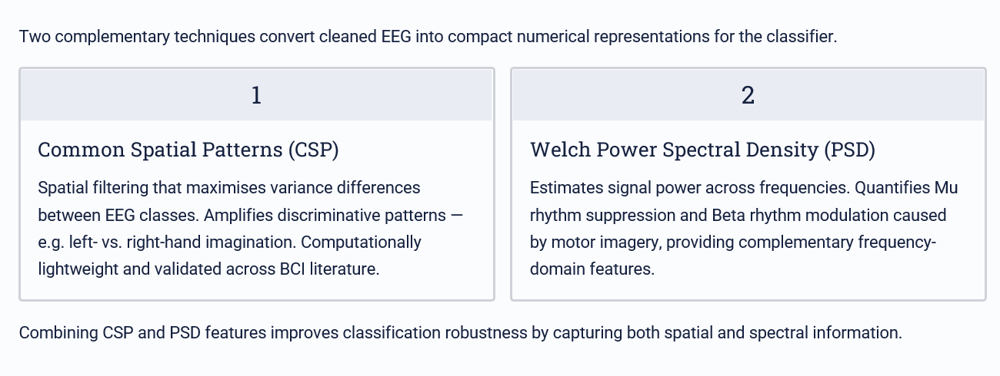 Two complementary techniques convert cleaned EEG into compact numerical representations for the classifier.
1
Common Spatial Patterns (CSP)
Spatial filtering that maximises variance differences
between EEG classes. Amplifies discriminative patterns —
e.g. left- vs. right-hand imagination. Computationally
lightweight and validated across BCI literature.
2
Welch Power Spectral Density (PSD)
Estimates signal power across frequencies. Quantifies Mu
rhythm suppression and Beta rhythm modulation caused
by motor imagery, providing complementary frequency-
domain features.
Combining CSP and PSD features improves classification robustness by capturing both spatial and spectral information.